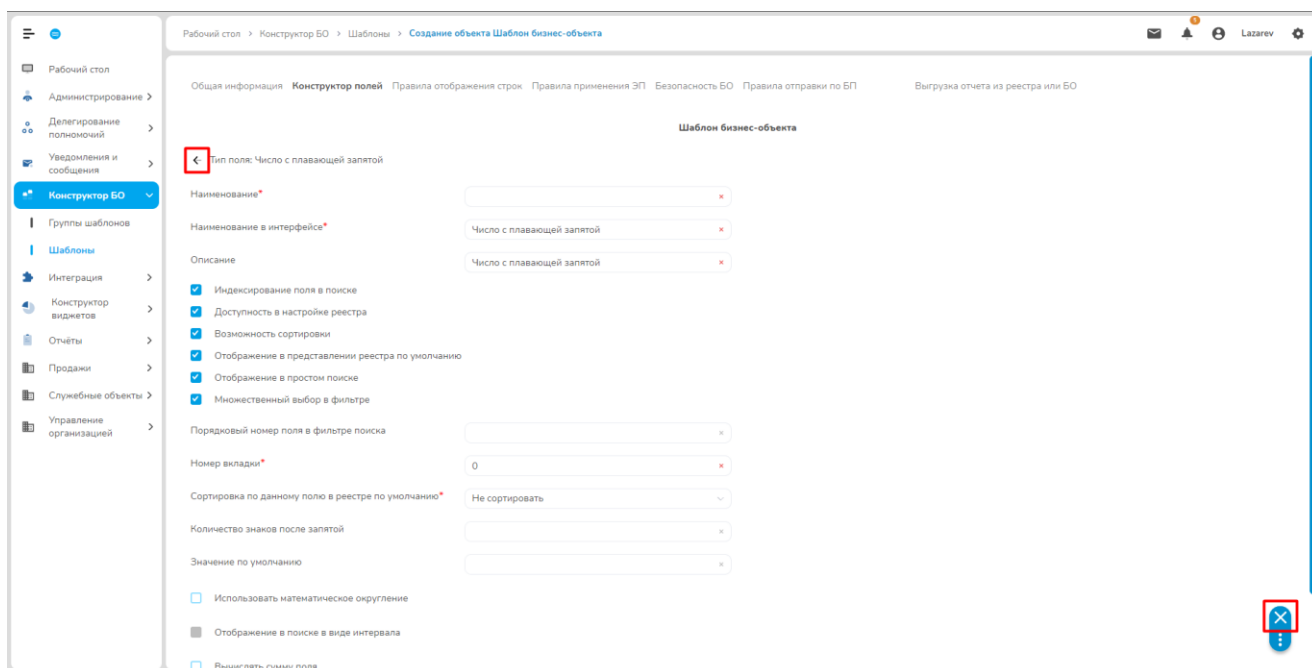 Рабочий стол > Конструктор БО > Шаблоны > Создание объекта Шаблон бизнес-объекта
1
Lazarev
Рабочий стол
Администрирование
Делегирование
полномочий
Уведомления и
сообщения
Конструктор БО
Группы шаблонов
Шаблоны
Интеграция
Конструктор
виджетов
Отчёты
Продажи
Служебные объекты
Управление
организацией
Общая информация Конструктор полей Правила отображения строк Правила применения ЭП Безопасность БО Правила отправки по БП Выгрузка отчета из реестра или БО
Шаблон бизнес-объекта
Тип поля: Число с плавающей запятой
Наименование*
Наименование в интерфейсе* Число с плавающей запятой
Описание Число с плавающей запятой
Индексирование поля в поиске
Доступность в настройке реестра
Возможность сортировки
Отображение в представлении реестра по умолчанию
Отображение в простом поиске
Множественный выбор в фильтре
Порядковый номер поля в фильтре поиска
Номер вкладки* 0
Сортировка по данному полю в реестре по умолчанию* Не сортировать
Количество знаков после запятой
Значение по умолчанию
Использовать математическое округление
Отображение в поиске в виде интервала
Вычислять сумму поля